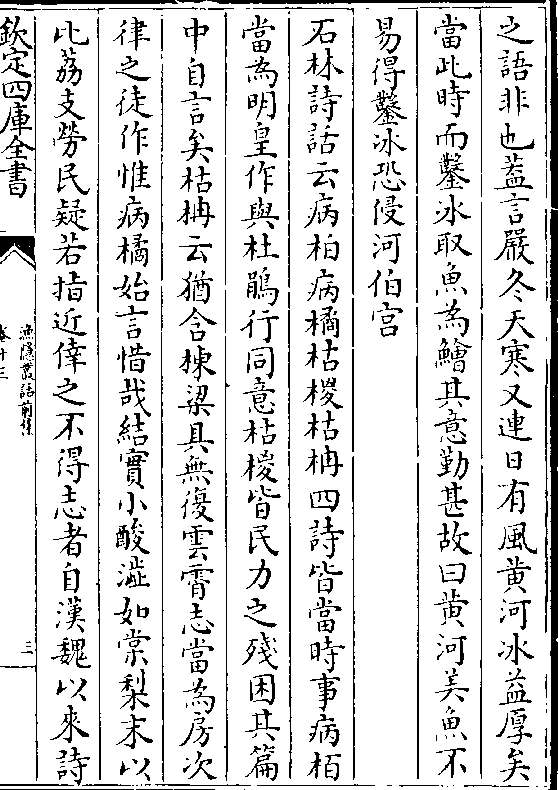 之語非也葢言嚴冬天寒又連日有風黄河冰益厚矣
當此時而鑿冰取魚為鱠其意勤甚故曰黄河美魚不
易得鑿冰恐侵河伯宫
石林詩話云病柏病橘枯椶枯枏四詩皆當時事病栢
當為明皇作與杜鵑行同意枯椶皆民力之殘困其篇
中自言矣枯枏云猶含棟梁具無復雲霄志當為房次
律之徒作惟病橘始言惜哉結實小酸澁如棠梨末以
比荔支勞民疑若指近倖之不得志者自漢魏以來詩
欽定四庫全書
漁隱叢話前集
卷十三
三